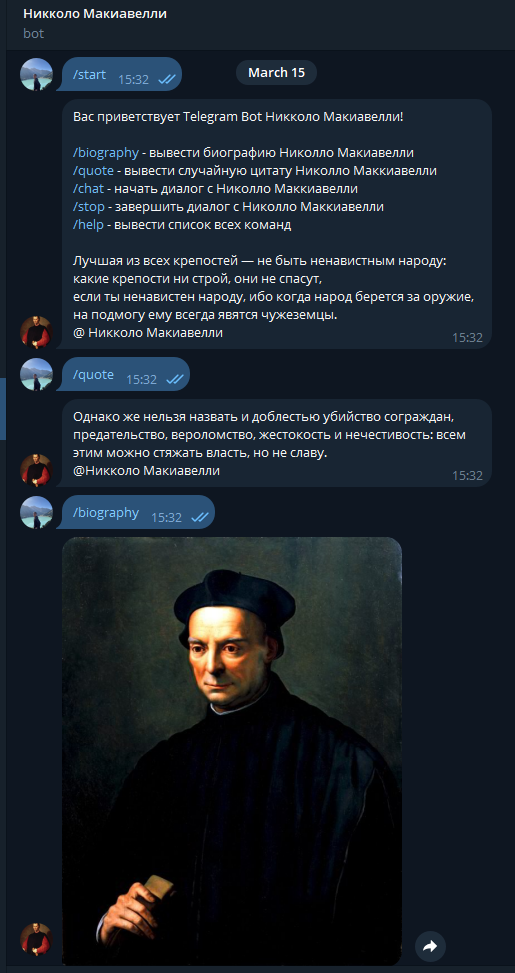 Никколо Макиавелли
bot
/start 15:32
March 15
Вас приветствует Telegram Bot Никколо Макиавелли!
/biography - вывести биографию Николло Макиавелли
/quote - вывести случайную цитату Николло Маккиавелли
/chat - начать диалог с Николло Маккиавелли
/stop - завершить диалог с Николло Маккиавелли
/help - вывести список всех команд
Лучшая из всех крепостей — не быть ненавистным народу:
какие крепости ни строй, они не спасут,
если ты ненавистен народу, ибо когда народ берется за оружие,
на подмогу ему всегда явятся чужеземцы.
@ Никколо Макиавелли
15:32
/quote 15:32
Однако же нельзя назвать и доблестью убийство сограждан,
предательство, вероломство, жестокость и нечестивость: всем
этим можно стяжать власть, но не славу.
@Никколо Макиавелли
15:32
/biography 15:32